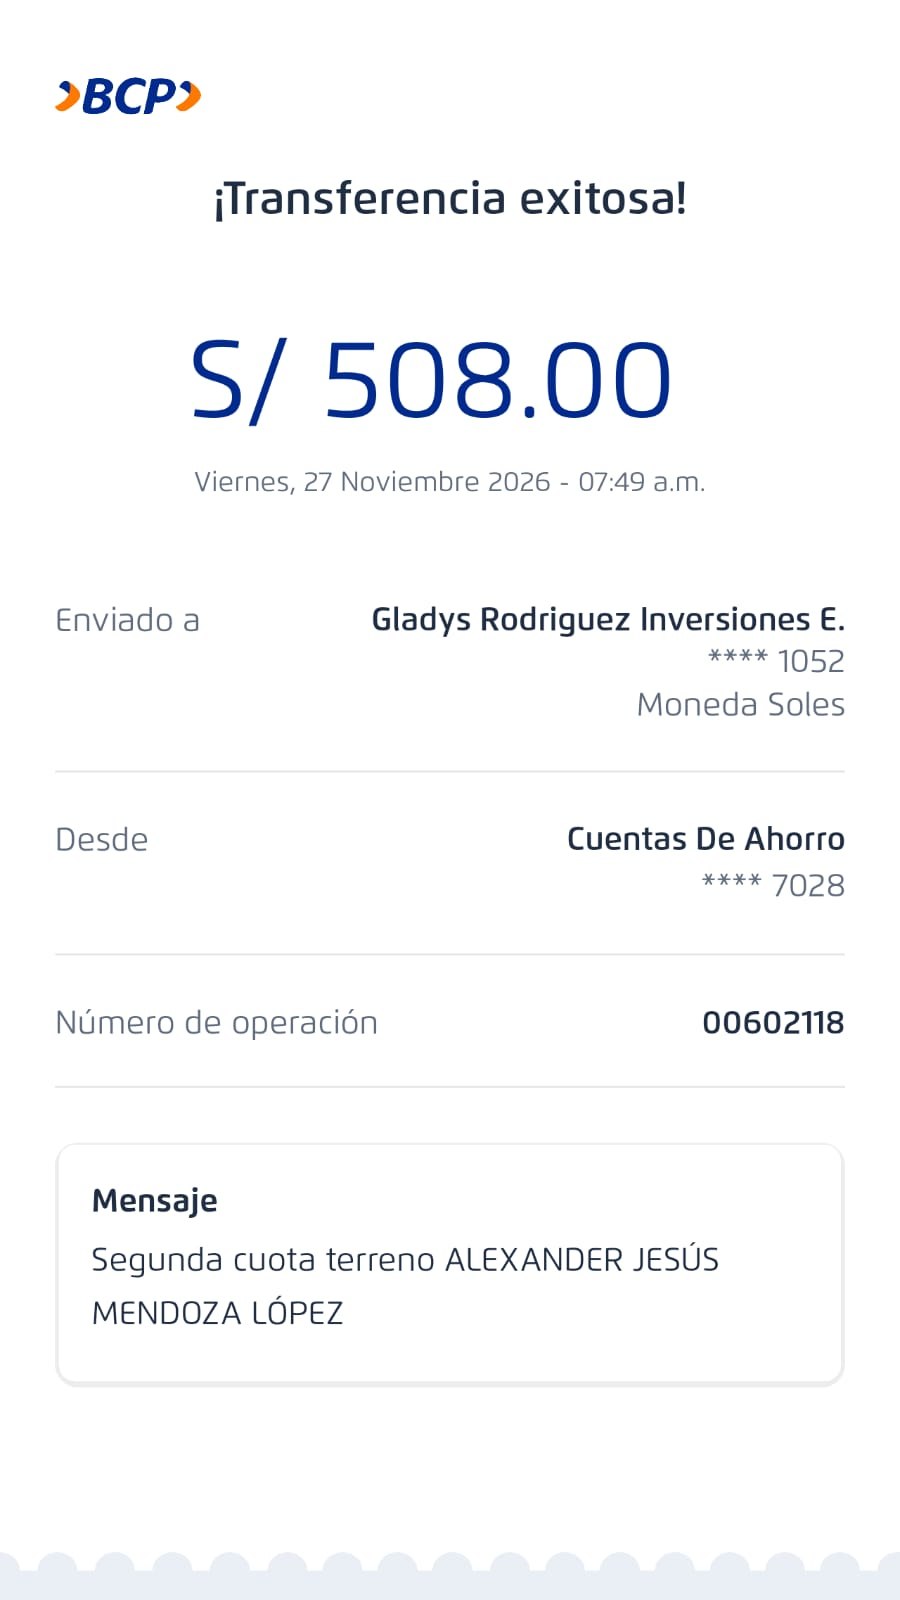 BCP
¡Transferencia exitosa!
S/ 508.00
Viernes, 27 Noviembre 2026 - 07:49 a.m.
Enviado a
Gladys Rodriguez Inversiones E.
**** 1052
Moneda Soles
Desde
Cuentas De Ahorro
**** 7028
Número de operación
00602118
Mensaje
Segunda cuota terreno ALEXANDER JESÚS
MENDOZA LÓPEZ